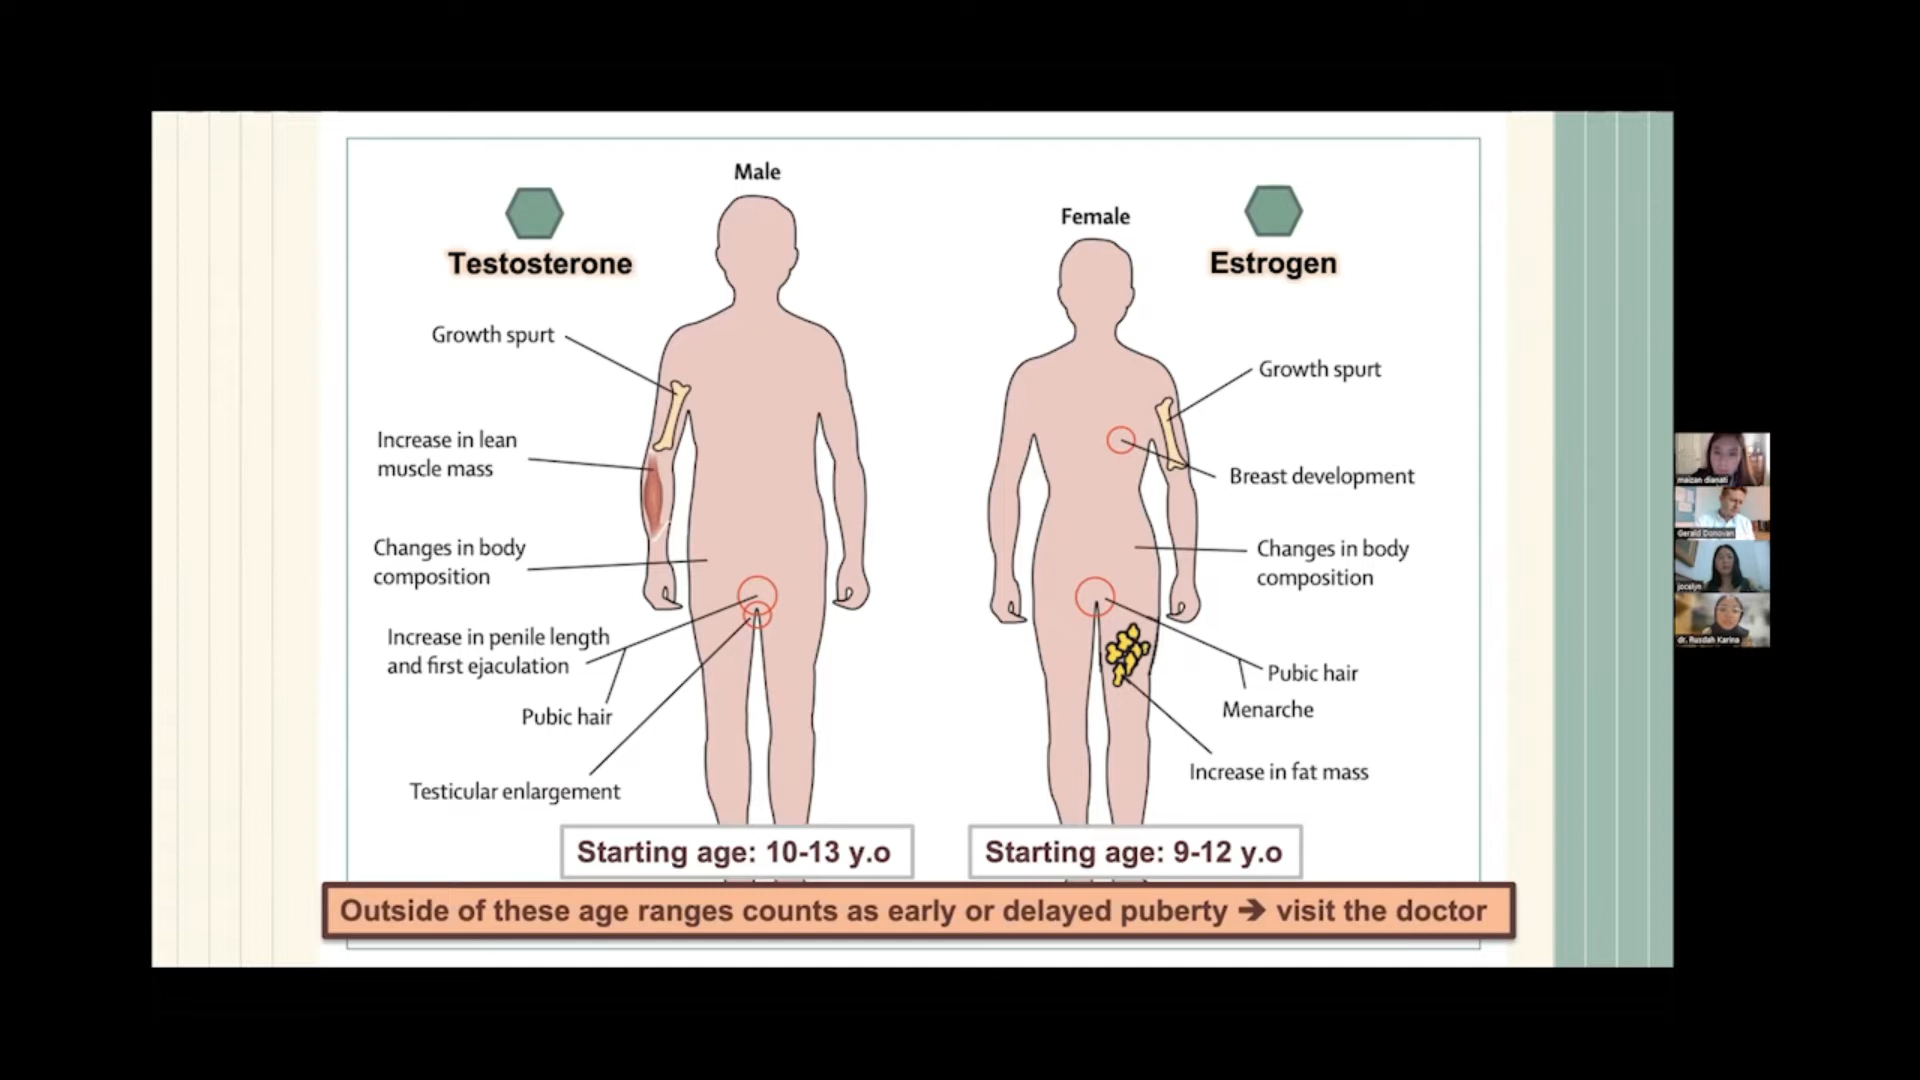 Male
Testosterone
Growth spurt
Increase in lean
muscle mass
Changes in body
composition
Increase in penile length
and first ejaculation
Pubic hair
Testicular enlargement
Starting age: 10-13 y.o
Female
Estrogen
Growth spurt
Breast development
Changes in body
composition
Pubic hair
Menarche
Increase in fat mass
Starting age: 9-12 y.o
Outside of these age ranges counts as early or delayed puberty ➔ visit the doctor
maizan dianati
Gerald Donovan
jocelyn
dr. Rusdah Karina